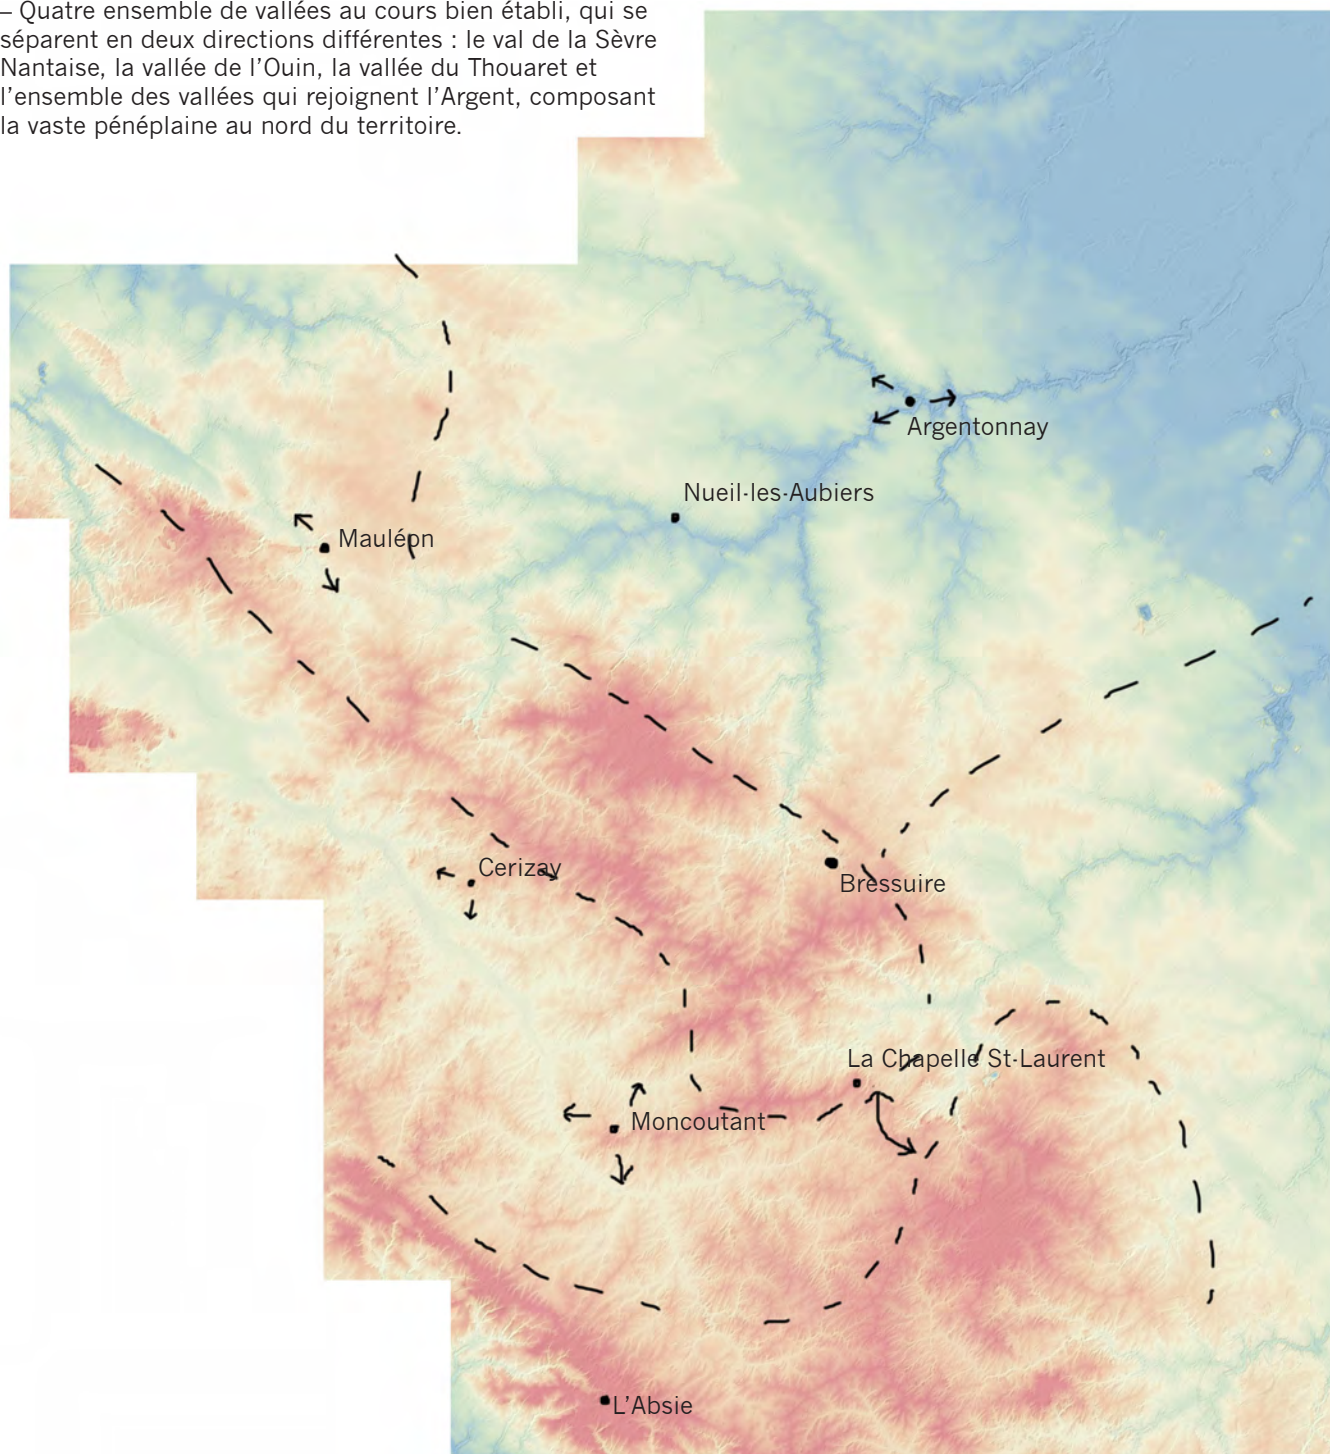 – Quatre ensemble de vallées au cours bien établi, qui se
séparent en deux directions différentes : le val de la Sèvre
Nantaise, la vallée de l’Ouin, la vallée du Thouaret et
l’ensemble des vallées qui rejoignent l’Argent, composant
la vaste pénéplaine au nord du territoire.
Argentonnay
Nueil-les-Aubiers
Mauléon
Cerizay
Bressuire
La Chapelle St-Laurent
Moncoutant
L’Absie